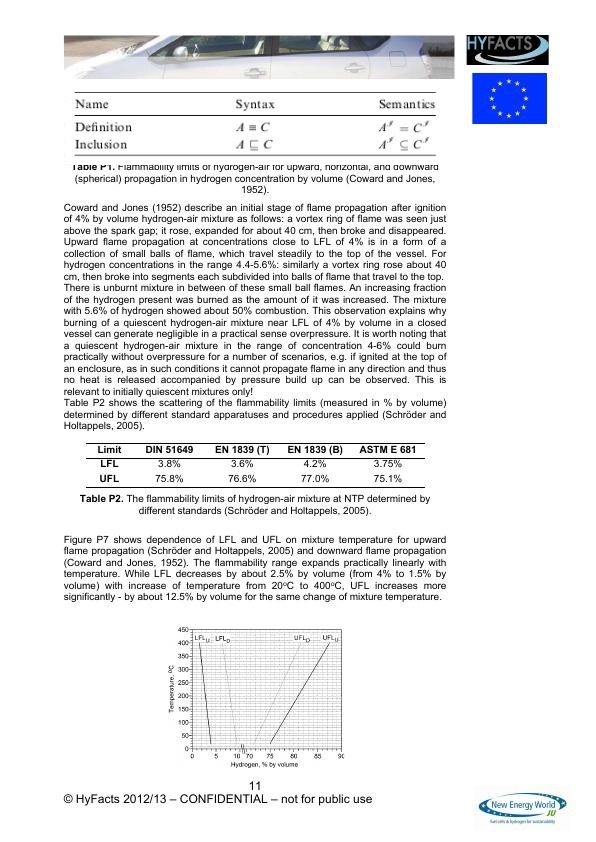 HYFACTS
Name Syntax Semantics
Definition A ≡ C A^𝓘 = C^𝓘
Inclusion A ⊑ C A^𝓘 ⊆ C^𝓘
Table P1. Flammability limits of hydrogen-air for upward, horizontal, and downward
(spherical) propagation in hydrogen concentration by volume (Coward and Jones,
1952).
Coward and Jones (1952) describe an initial stage of flame propagation after ignition
of 4% by volume hydrogen-air mixture as follows: a vortex ring of flame was seen just
above the spark gap; it rose, expanded for about 40 cm, then broke and disappeared.
Upward flame propagation at concentrations close to LFL of 4% is in a form of a
collection of small balls of flame, which travel steadily to the top of the vessel. For
hydrogen concentrations in the range 4.4-5.6%: similarly a vortex ring rose about 40
cm, then broke into segments each subdivided into balls of flame that travel to the top.
There is unburnt mixture in between of these small ball flames. An increasing fraction
of the hydrogen present was burned as the amount of it was increased. The mixture
with 5.6% of hydrogen showed about 50% combustion. This observation explains why
burning of a quiescent hydrogen-air mixture near LFL of 4% by volume in a closed
vessel can generate negligible in a practical sense overpressure. It is worth noting that
a quiescent hydrogen-air mixture in the range of concentration 4-6% could burn
practically without overpressure for a number of scenarios, e.g. if ignited at the top of
an enclosure, as in such conditions it cannot propagate flame in any direction and thus
no heat is released accompanied by pressure build up can be observed. This is
relevant to initially quiescent mixtures only!
Table P2 shows the scattering of the flammability limits (measured in % by volume)
determined by different standard apparatuses and procedures applied (Schröder and
Holtappels, 2005).
Limit DIN 51649 EN 1839 (T) EN 1839 (B) ASTM E 681
LFL 3.8% 3.6% 4.2% 3.75%
UFL 75.8% 76.6% 77.0% 75.1%
Table P2. The flammability limits of hydrogen-air mixture at NTP determined by
different standards (Schröder and Holtappels, 2005).
Figure P7 shows dependence of LFL and UFL on mixture temperature for upward
flame propagation (Schröder and Holtappels, 2005) and downward flame propagation
(Coward and Jones, 1952). The flammability range expands practically linearly with
temperature. While LFL decreases by about 2.5% by volume (from 4% to 1.5% by
volume) with increase of temperature from 20ºC to 400ºC, UFL increases more
significantly - by about 12.5% by volume for the same change of mixture temperature.
450
400
350
300
250
200
150
100
50
0
Temperature, ºC
LFL_U LFL_D UFL_D UFL_U
0 5 10 70 75 80 85 90
Hydrogen, % by volume
11
© HyFacts 2012/13 – CONFIDENTIAL – not for public use
New Energy World
JU
fuel cells & hydrogen for sustainability